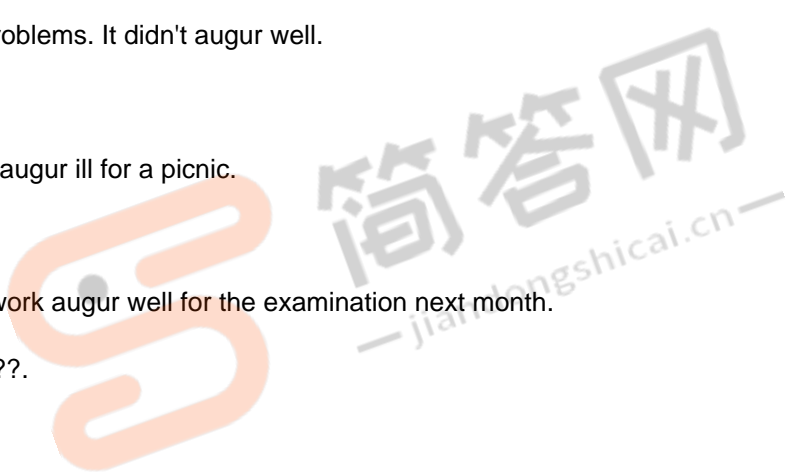 roblems. It didn't augur well.
augur ill for a picnic.
work augur well for the examination next month.
??.
简答网
jiandongshicai.cn